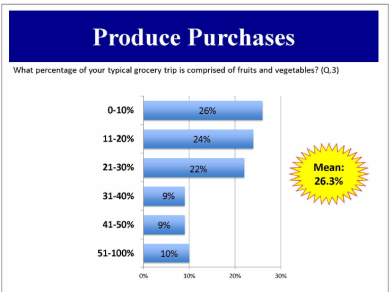 Produce Purchases
What percentage of your typical grocery trip is comprised of fruits and vegetables? (Q,3)
0-10% 26%
11-20% 24%
21-30% 22%
Mean:
26.3%
31-40% 9%
41-50% 9%
51-100% 10%
0% 10% 20% 30%